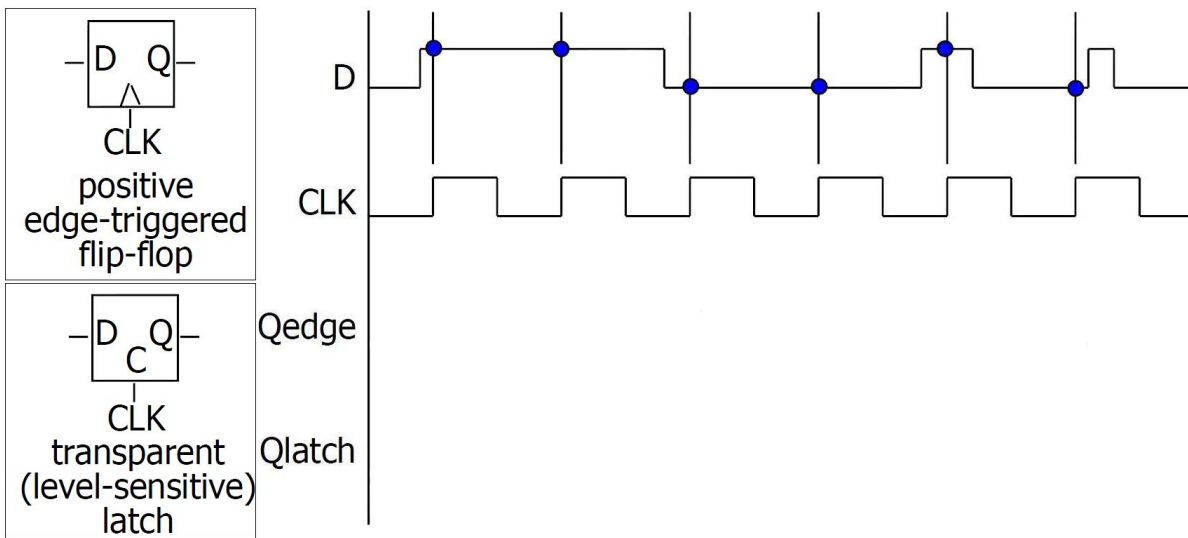 D Q
CLK
positive
edge-triggered
flip-flop
D Q
C
CLK
transparent
(level-sensitive)
latch
D
CLK
Qedge
Qlatch